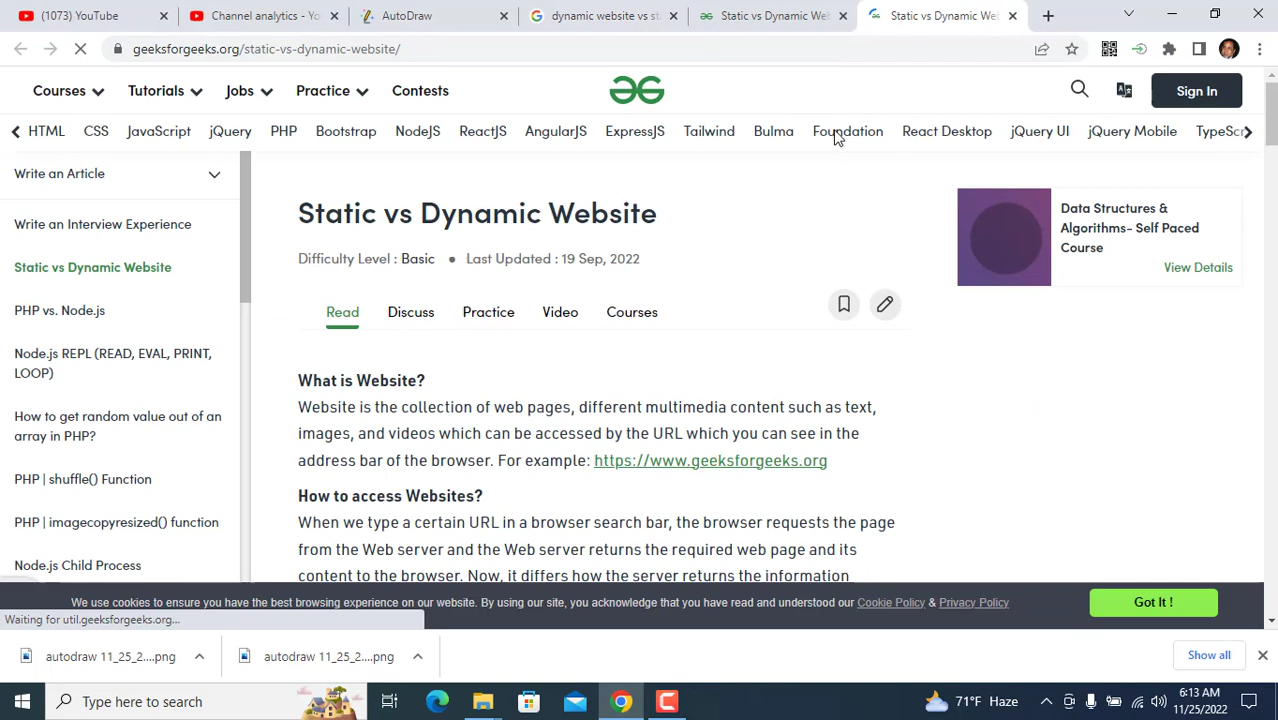 (1073) YouTube
Channel analytics - Yo
AutoDraw
dynamic website vs sta
Static vs Dynamic Web
Static vs Dynamic Web
geeksforgeeks.org/static-vs-dynamic-website/
Courses
Tutorials
Jobs
Practice
Contests
Sign In
HTML
CSS
JavaScript
jQuery
PHP
Bootstrap
NodeJS
ReactJS
AngularJS
ExpressJS
Tailwind
Bulma
Foundation
React Desktop
jQuery UI
jQuery Mobile
TypeScr
Write an Article
Write an Interview Experience
Static vs Dynamic Website
PHP vs. Node.js
Node.js REPL (READ, EVAL, PRINT,
LOOP)
How to get random value out of an
array in PHP?
PHP | shuffle() Function
PHP | imagecopyresized() function
Node.js Child Process
Static vs Dynamic Website
Difficulty Level : Basic ● Last Updated : 19 Sep, 2022
Read
Discuss
Practice
Video
Courses
What is Website?
Website is the collection of web pages, different multimedia content such as text,
images, and videos which can be accessed by the URL which you can see in the
address bar of the browser. For example: https://www.geeksforgeeks.org
How to access Websites?
When we type a certain URL in a browser search bar, the browser requests the page
from the Web server and the Web server returns the required web page and its
content to the browser. Now, it differs how the server returns the information
Data Structures &
Algorithms- Self Paced
Course
View Details
We use cookies to ensure you have the best browsing experience on our website. By using our site, you acknowledge that you have read and understood our Cookie Policy & Privacy Policy
Got It !
Waiting for util.geeksforgeeks.org...
autodraw 11_25_2....png
autodraw 11_25_2....png
Show all
Type here to search
71°F Haze
6:13 AM
11/25/2022